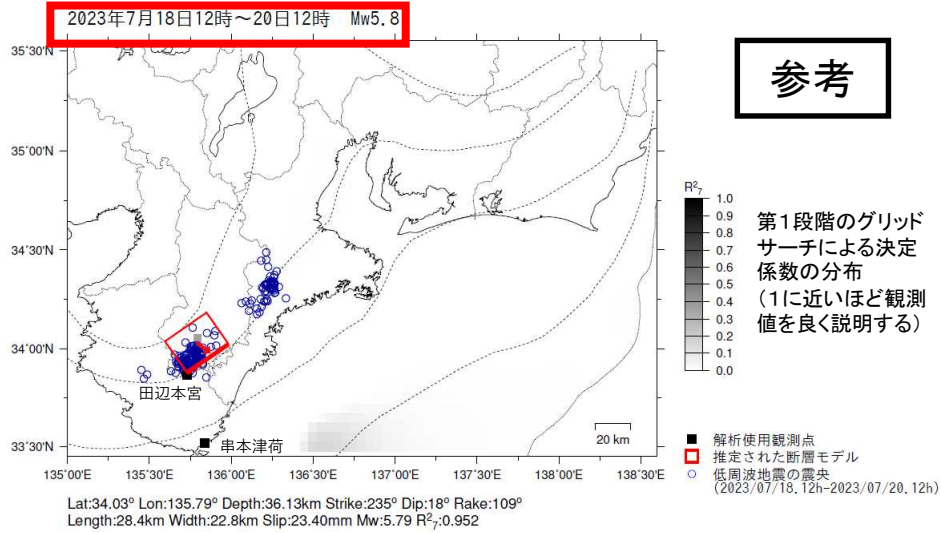 2023年7月18日12時～20日12時 Mw5.8
参考
35°30'N
35°00'N
34°30'N
34°00'N
33°30'N
135°00'E
135°30'E
136°00'E
136°30'E
137°00'E
137°30'E
138°00'E
138°30'E
田辺本宮
串本津荷
20 km
R²₇
1.0
0.9
0.8
0.7
0.6
0.5
0.4
0.3
0.2
0.1
0.0
第1段階のグリッド
サーチによる決定
係数の分布
（1に近いほど観測
値を良く説明する）
解析使用観測点
推定された断層モデル
低周波地震の震央
(2023/07/18.12h-2023/07/20.12h)
Lat:34.03° Lon:135.79° Depth:36.13km Strike:235° Dip:18° Rake:109°
Length:28.4km Width:22.8km Slip:23.40mm Mw:5.79 R²₇:0.952